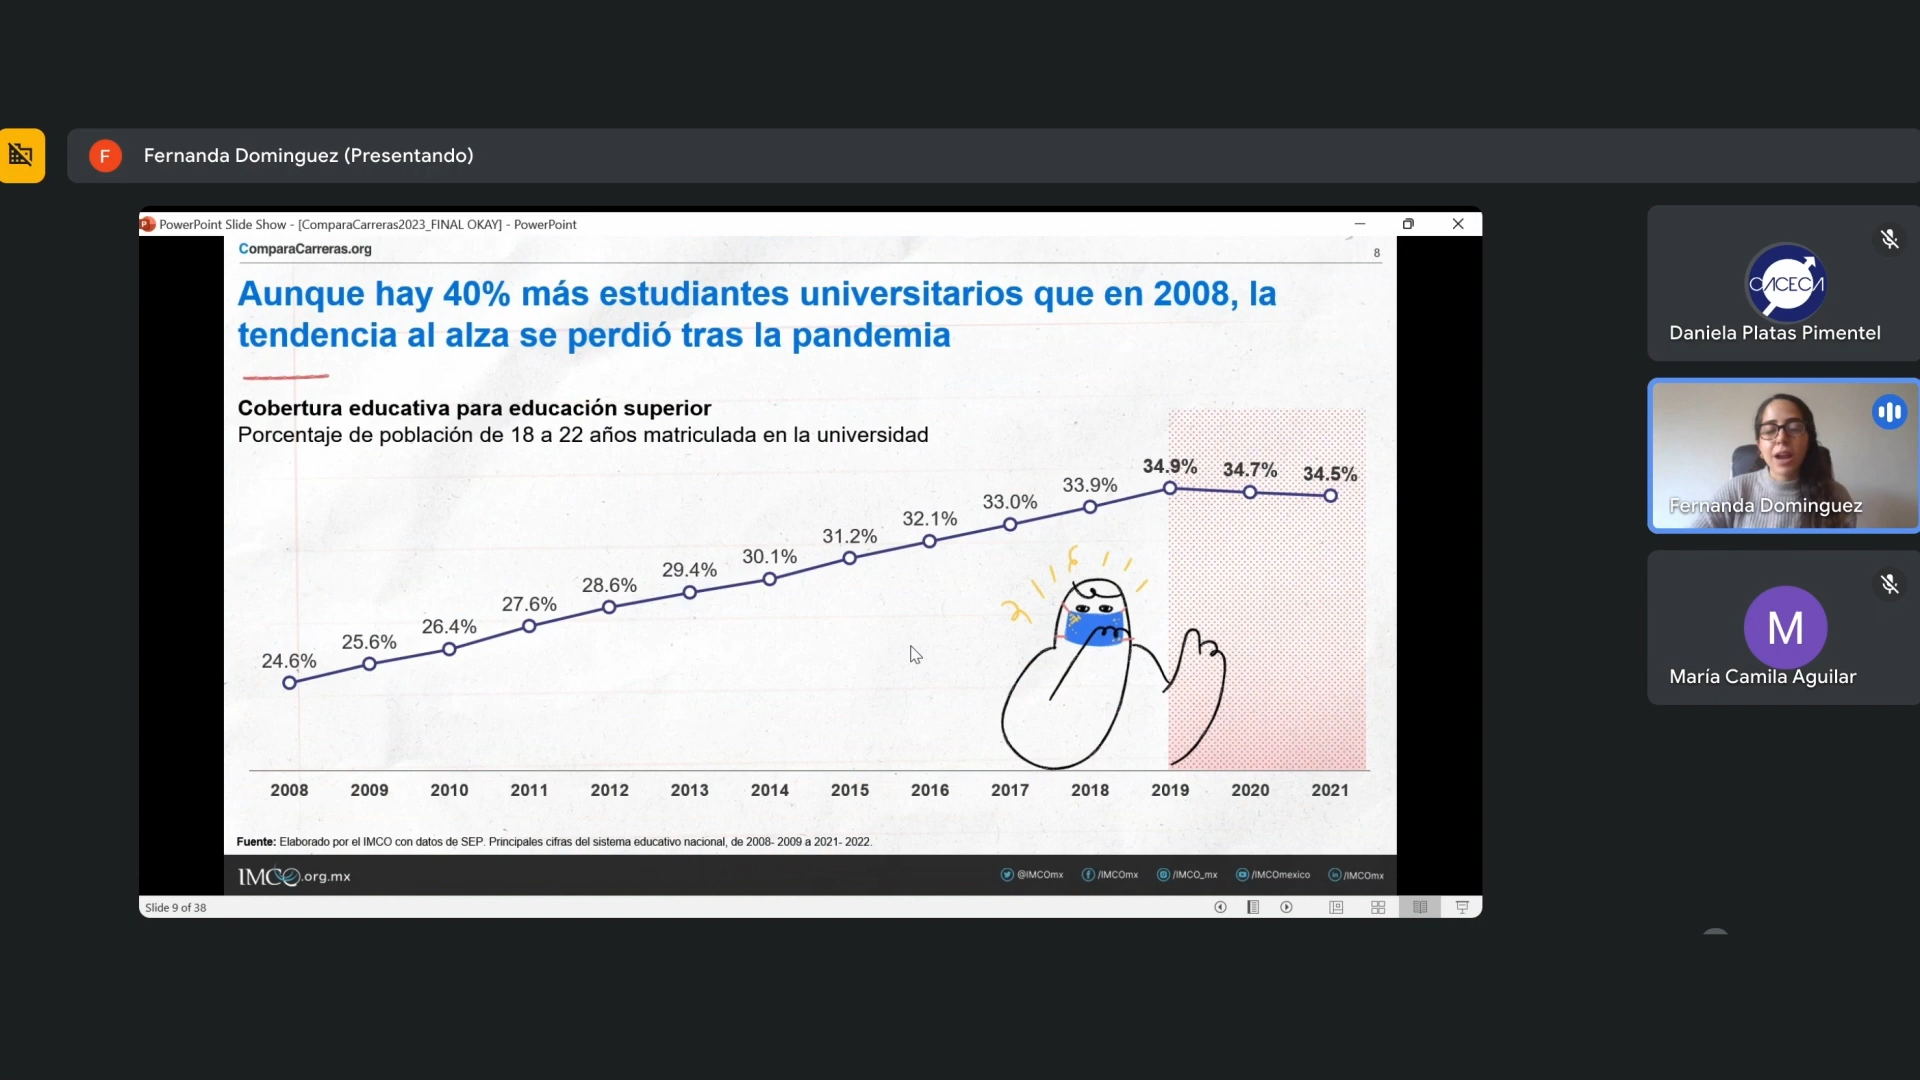 F
Fernanda Dominguez (Presentando)
PowerPoint Slide Show - [ComparaCarreras2023_FINAL OKAY] - PowerPoint
ComparaCarreras.org
8
Aunque hay 40% más estudiantes universitarios que en 2008, la
tendencia al alza se perdió tras la pandemia
Cobertura educativa para educación superior
Porcentaje de población de 18 a 22 años matriculada en la universidad
24.6%
25.6%
26.4%
27.6%
28.6%
29.4%
30.1%
31.2%
32.1%
33.0%
33.9%
34.9%
34.7%
34.5%
2008 2009 2010 2011 2012 2013 2014 2015 2016 2017 2018 2019 2020 2021
Fuente: Elaborado por el IMCO con datos de SEP. Principales cifras del sistema educativo nacional, de 2008- 2009 a 2021- 2022.
IMCO.org.mx
@IMCOmx /IMCOmx /IMCO_mx /IMCOmexico /IMCOmx
Slide 9 of 38
CACECA
Daniela Platas Pimentel
Fernanda Dominguez
M
María Camila Aguilar